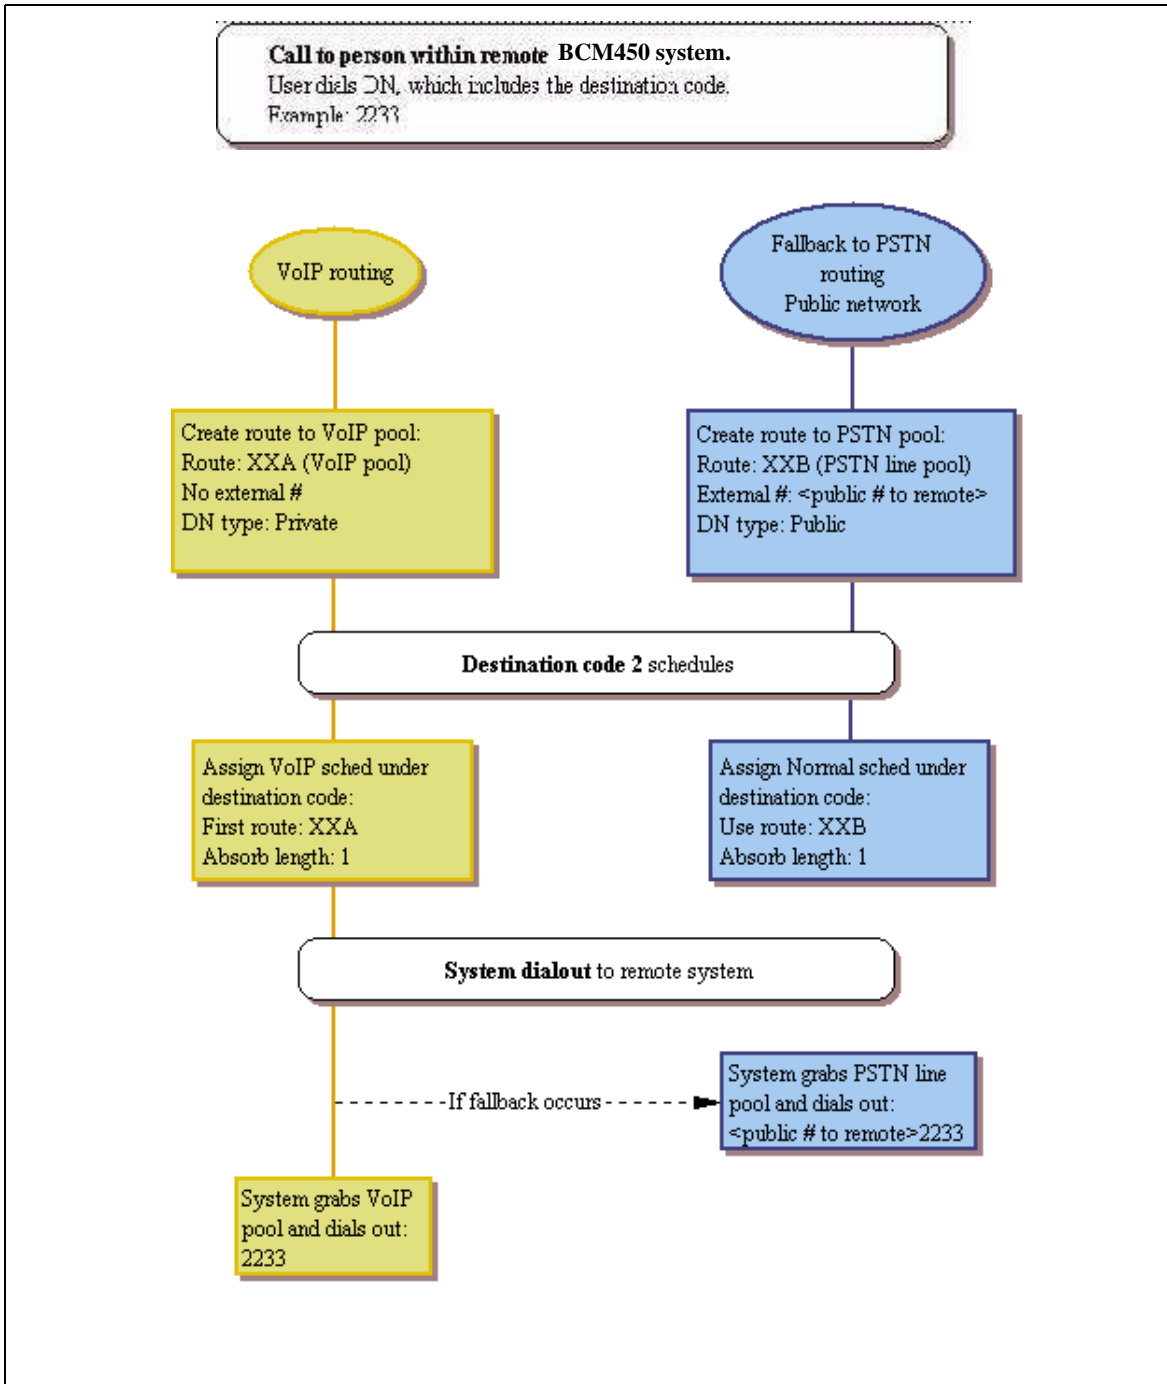 Call to person within remote BCM450 system.
User dials DN, which includes the destination code.
Example: 2233
VoIP routing
Fallback to PSTN
routing
Public network
Create route to VoIP pool:
Route: XXA (VoIP pool)
No external #
DN type: Private
Create route to PSTN pool:
Route: XXB (PSTN line pool)
External #: <public # to remote>
DN type: Public
Destination code 2 schedules
Assign VoIP sched under
destination code:
First route: XXA
Absorb length: 1
Assign Normal sched under
destination code:
Use route: XXB
Absorb length: 1
System dialout to remote system
If fallback occurs
System grabs PSTN line
pool and dials out:
<public # to remote>2233
System grabs VoIP
pool and dials out:
2233